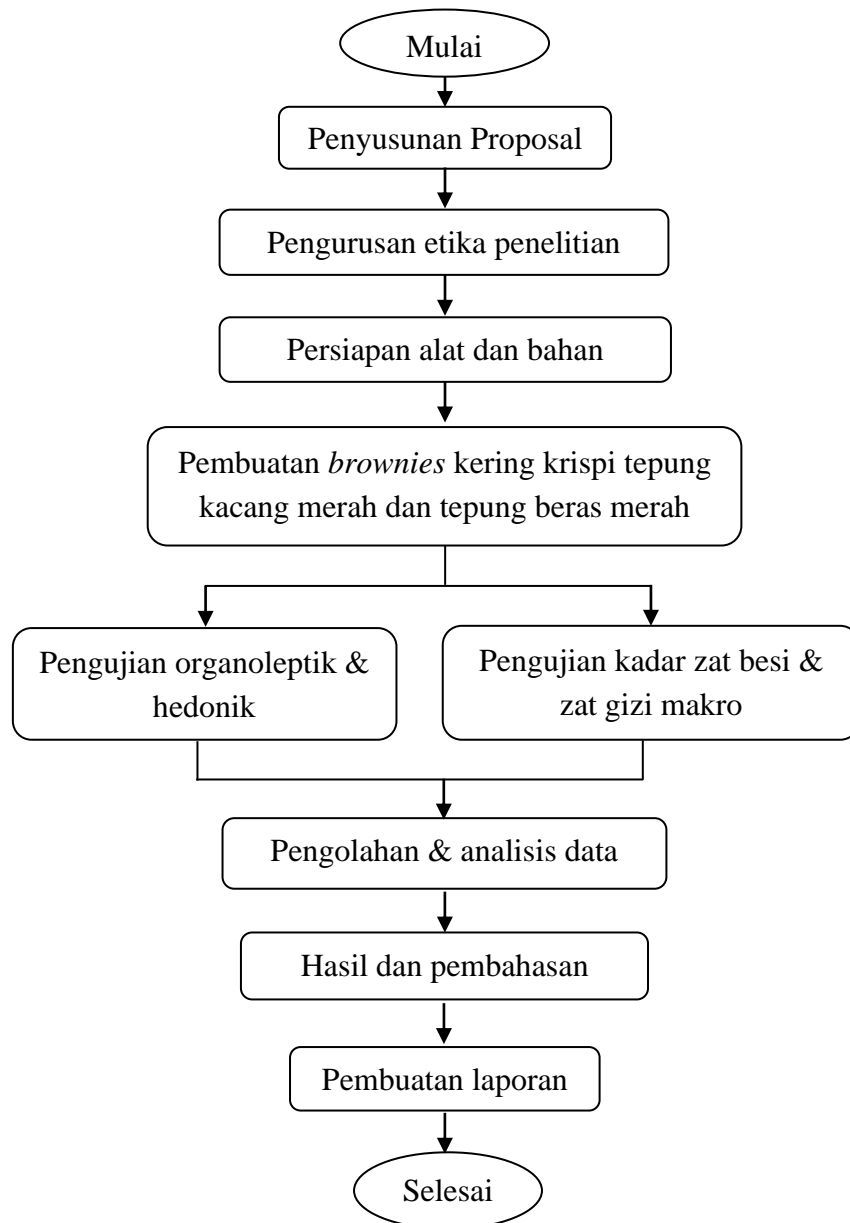 Mulai
Penyusunan Proposal
Pengurusan etika penelitian
Persiapan alat dan bahan
Pembuatan brownies kering krispi tepung
kacang merah dan tepung beras merah
Pengujian organoleptik &
hedonik
Pengujian kadar zat besi &
zat gizi makro
Pengolahan & analisis data
Hasil dan pembahasan
Pembuatan laporan
Selesai